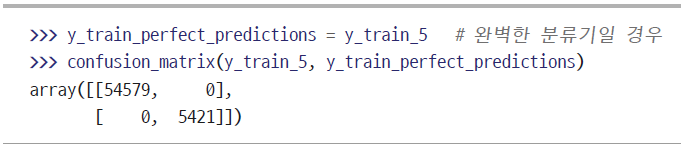 >>> y_train_perfect_predictions = y_train_5   # 완벽한 분류기일 경우
>>> confusion_matrix(y_train_5, y_train_perfect_predictions)
array([[54579,     0],
       [    0,  5421]])